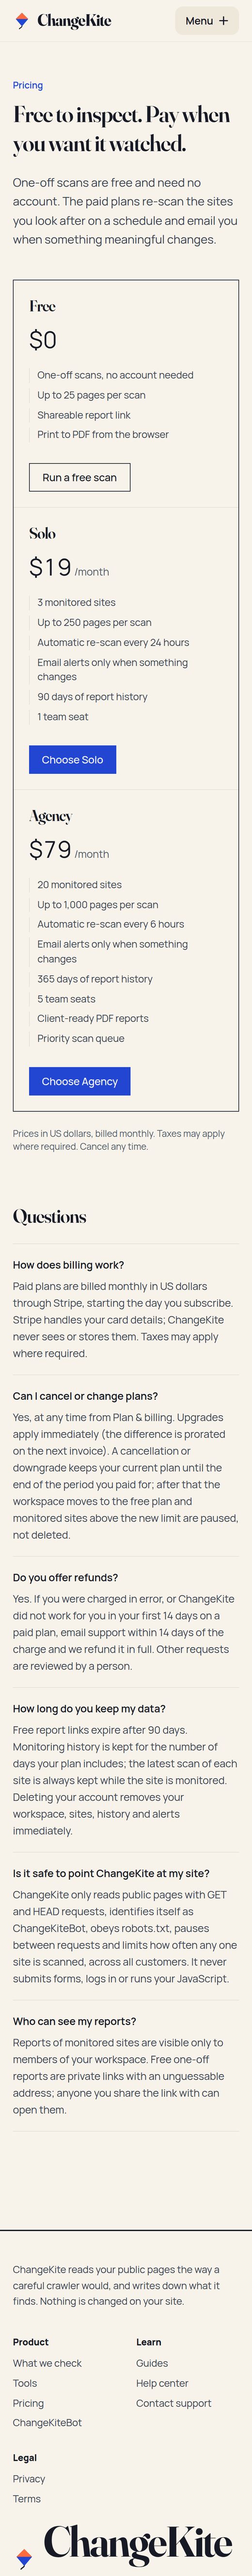 ChangeKite
Menu +
Pricing
Free to inspect. Pay when
you want it watched.
One-off scans are free and need no
account. The paid plans re-scan the sites
you look after on a schedule and email you
when something meaningful changes.
Free
$0
One-off scans, no account needed
Up to 25 pages per scan
Shareable report link
Print to PDF from the browser
Run a free scan
Solo
$19 /month
3 monitored sites
Up to 250 pages per scan
Automatic re-scan every 24 hours
Email alerts only when something
changes
90 days of report history
1 team seat
Choose Solo
Agency
$79 /month
20 monitored sites
Up to 1,000 pages per scan
Automatic re-scan every 6 hours
Email alerts only when something
changes
365 days of report history
5 team seats
Client-ready PDF reports
Priority scan queue
Choose Agency
Prices in US dollars, billed monthly. Taxes may apply
where required. Cancel any time.
Questions
How does billing work?
Paid plans are billed monthly in US dollars
through Stripe, starting the day you subscribe.
Stripe handles your card details; ChangeKite
never sees or stores them. Taxes may apply
where required.
Can I cancel or change plans?
Yes, at any time from Plan & billing. Upgrades
apply immediately (the difference is prorated
on the next invoice). A cancellation or
downgrade keeps your current plan until the
end of the period you paid for; after that the
workspace moves to the free plan and
monitored sites above the new limit are paused,
not deleted.
Do you offer refunds?
Yes. If you were charged in error, or ChangeKite
did not work for you in your first 14 days on a
paid plan, email support within 14 days of the
charge and we refund it in full. Other requests
are reviewed by a person.
How long do you keep my data?
Free report links expire after 90 days.
Monitoring history is kept for the number of
days your plan includes; the latest scan of each
site is always kept while the site is monitored.
Deleting your account removes your
workspace, sites, history and alerts
immediately.
Is it safe to point ChangeKite at my site?
ChangeKite only reads public pages with GET
and HEAD requests, identifies itself as
ChangeKiteBot, obeys robots.txt, pauses
between requests and limits how often any one
site is scanned, across all customers. It never
submits forms, logs in or runs your JavaScript.
Who can see my reports?
Reports of monitored sites are visible only to
members of your workspace. Free one-off
reports are private links with an unguessable
address; anyone you share the link with can
open them.
ChangeKite reads your public pages the way a
careful crawler would, and writes down what it
finds. Nothing is changed on your site.
Product
What we check
Tools
Pricing
ChangeKiteBot
Learn
Guides
Help center
Contact support
Legal
Privacy
Terms
ChangeKite